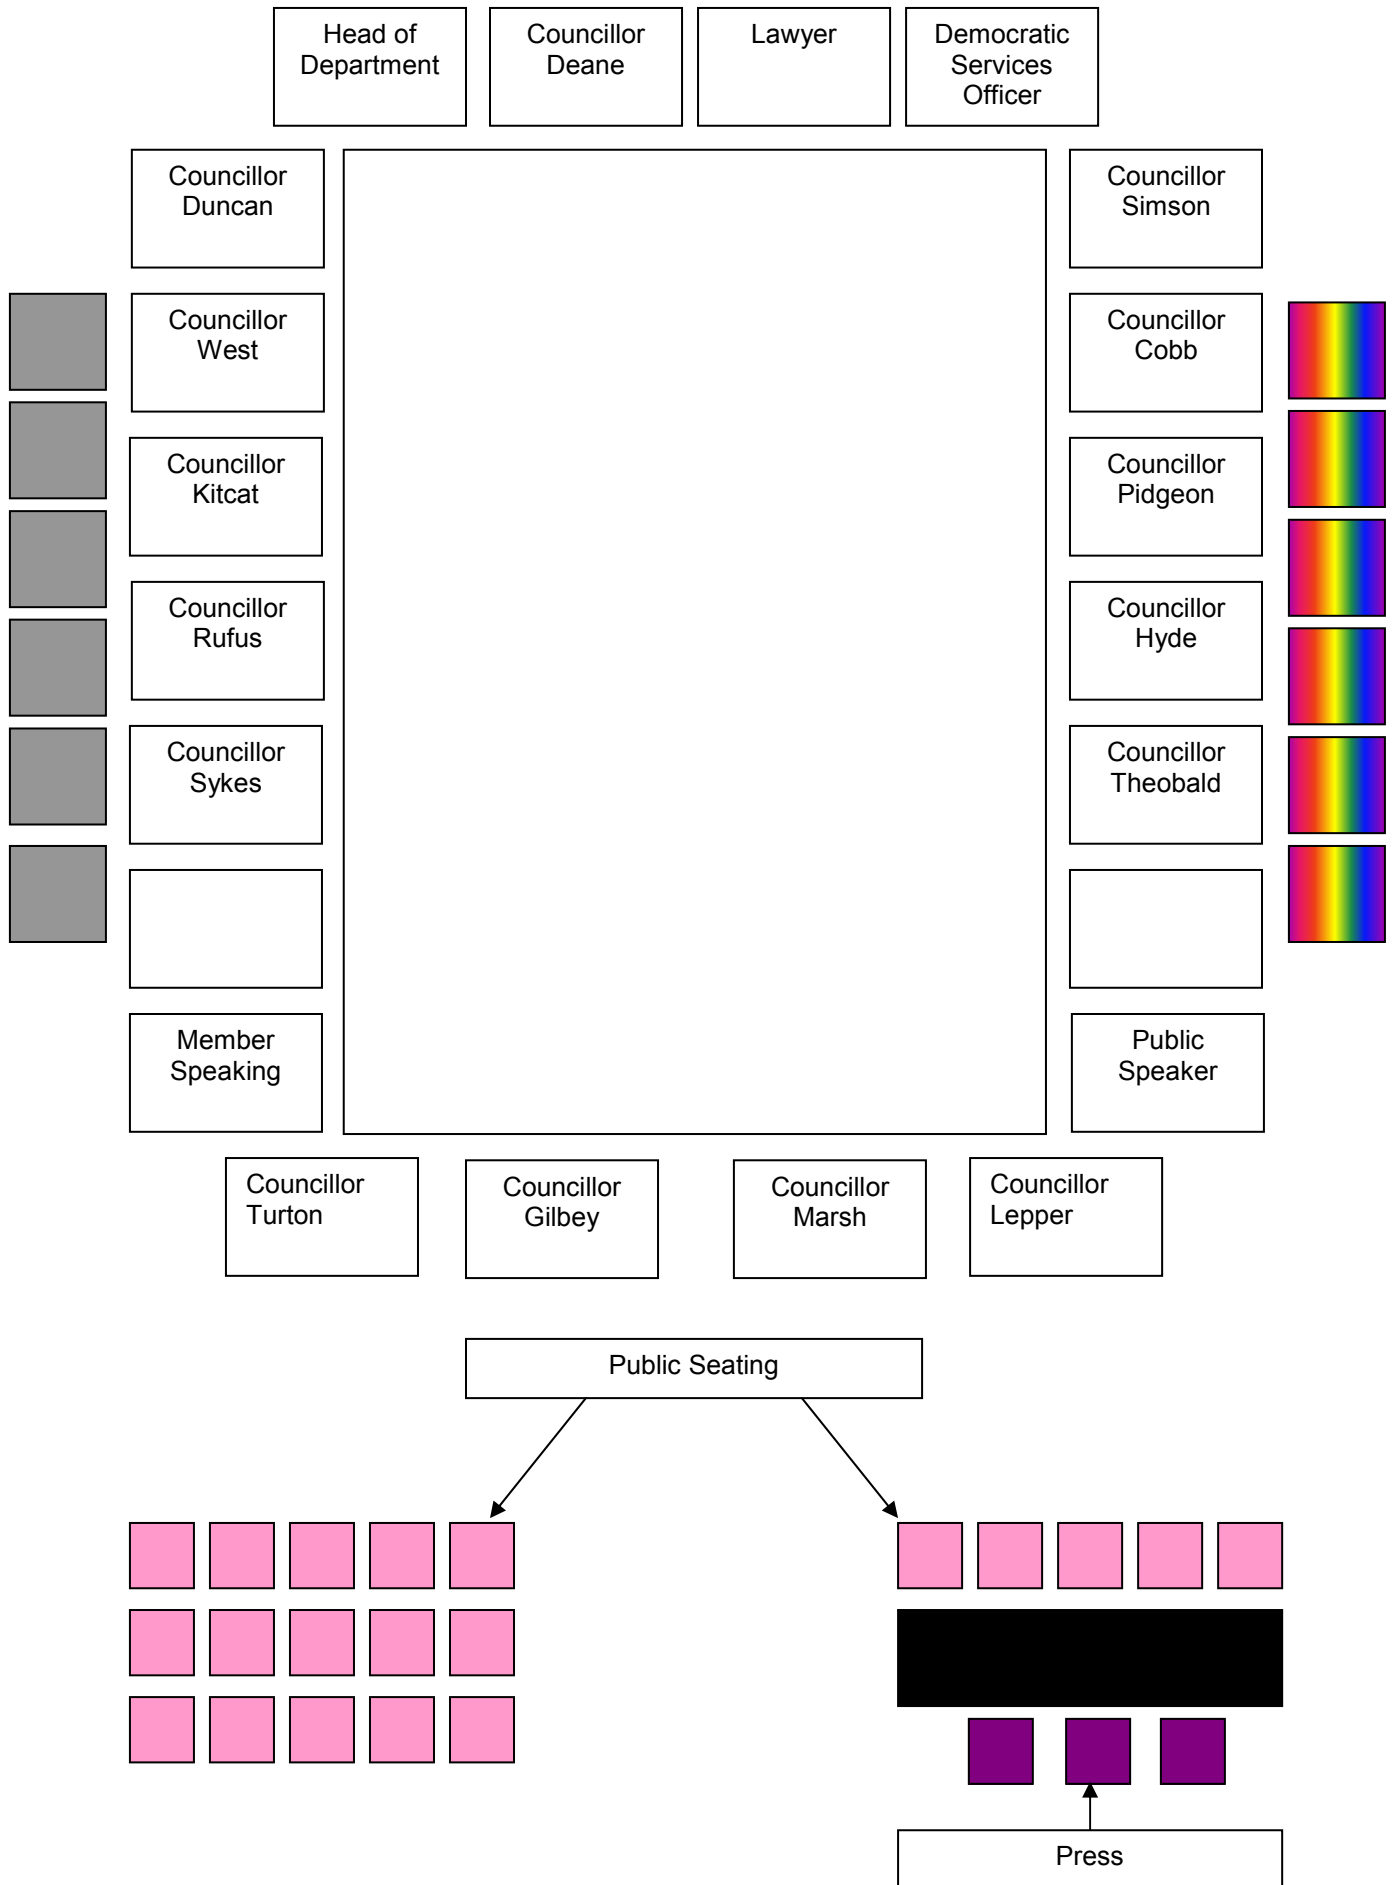 Head of
Department
Councillor
Deane
Lawyer
Democratic
Services
Officer
Councillor
Duncan
Councillor
Simson
Councillor
West
Councillor
Cobb
Councillor
Kitcat
Councillor
Pidgeon
Councillor
Rufus
Councillor
Hyde
Councillor
Sykes
Councillor
Theobald
Member
Speaking
Public
Speaker
Councillor
Turton
Councillor
Gilbey
Councillor
Marsh
Councillor
Lepper
Public Seating
Press